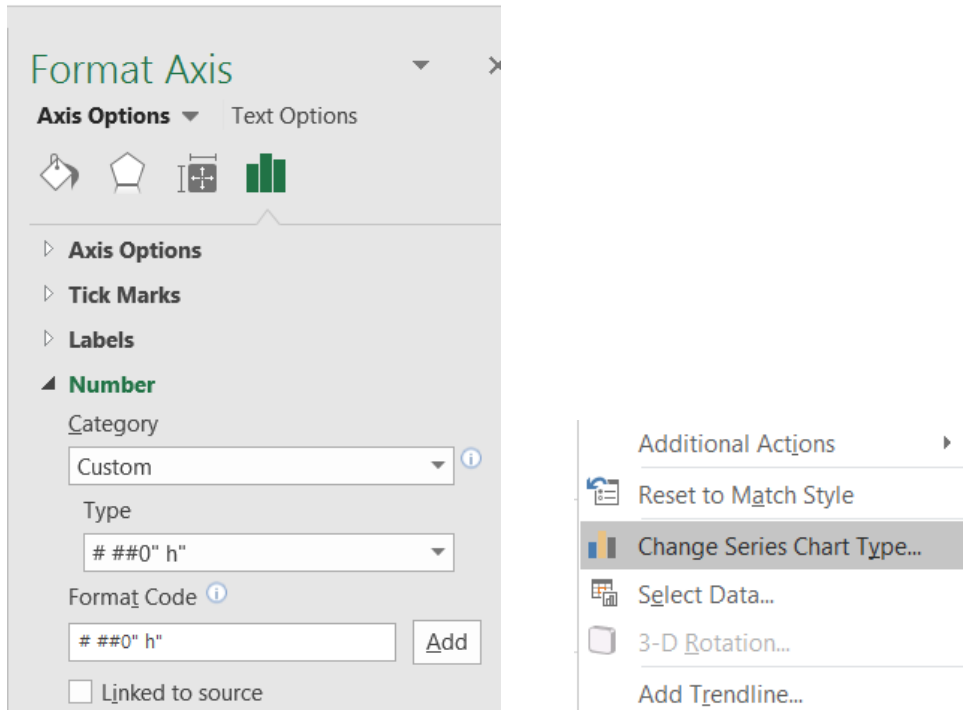 Format Axis
Axis Options Text Options
Axis Options
Tick Marks
Labels
Number
Category
Custom
Type
# ##0" h"
Format Code
# ##0" h"
Add
Linked to source
Additional Actions
Reset to Match Style
Change Series Chart Type...
Select Data...
3-D Rotation...
Add Trendline...